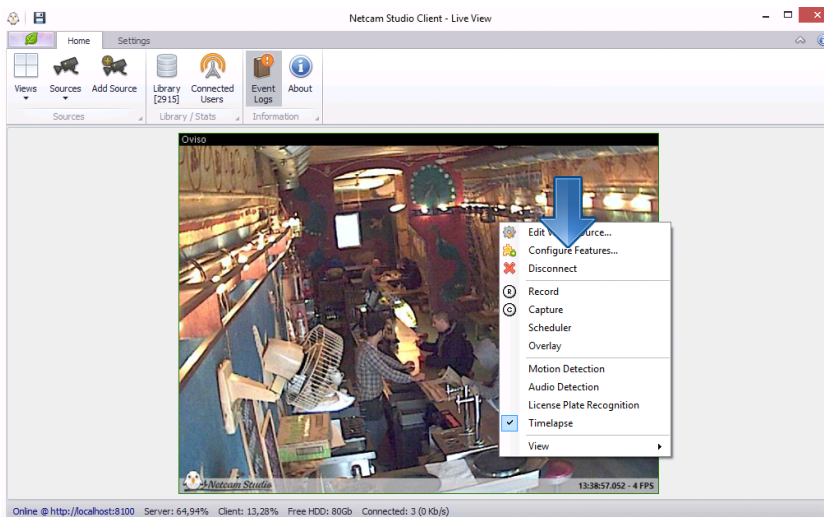 Netcam Studio Client - Live View
Home Settings
Views Sources Add Source Library [2915] Connected Users Event Logs About
Sources Library / Stats Information
Oviso
Configure Features...
Disconnect
Record
Capture
Scheduler
Overlay
Motion Detection
Audio Detection
License Plate Recognition
Timelapse
View
Netcam Studio
13:38:57.052 - 4 FPS
Online @ http://localhost:8100 Server: 64,94% Client: 13,28% Free HDD: 80Gb Connected: 3 (0 Kb/s)